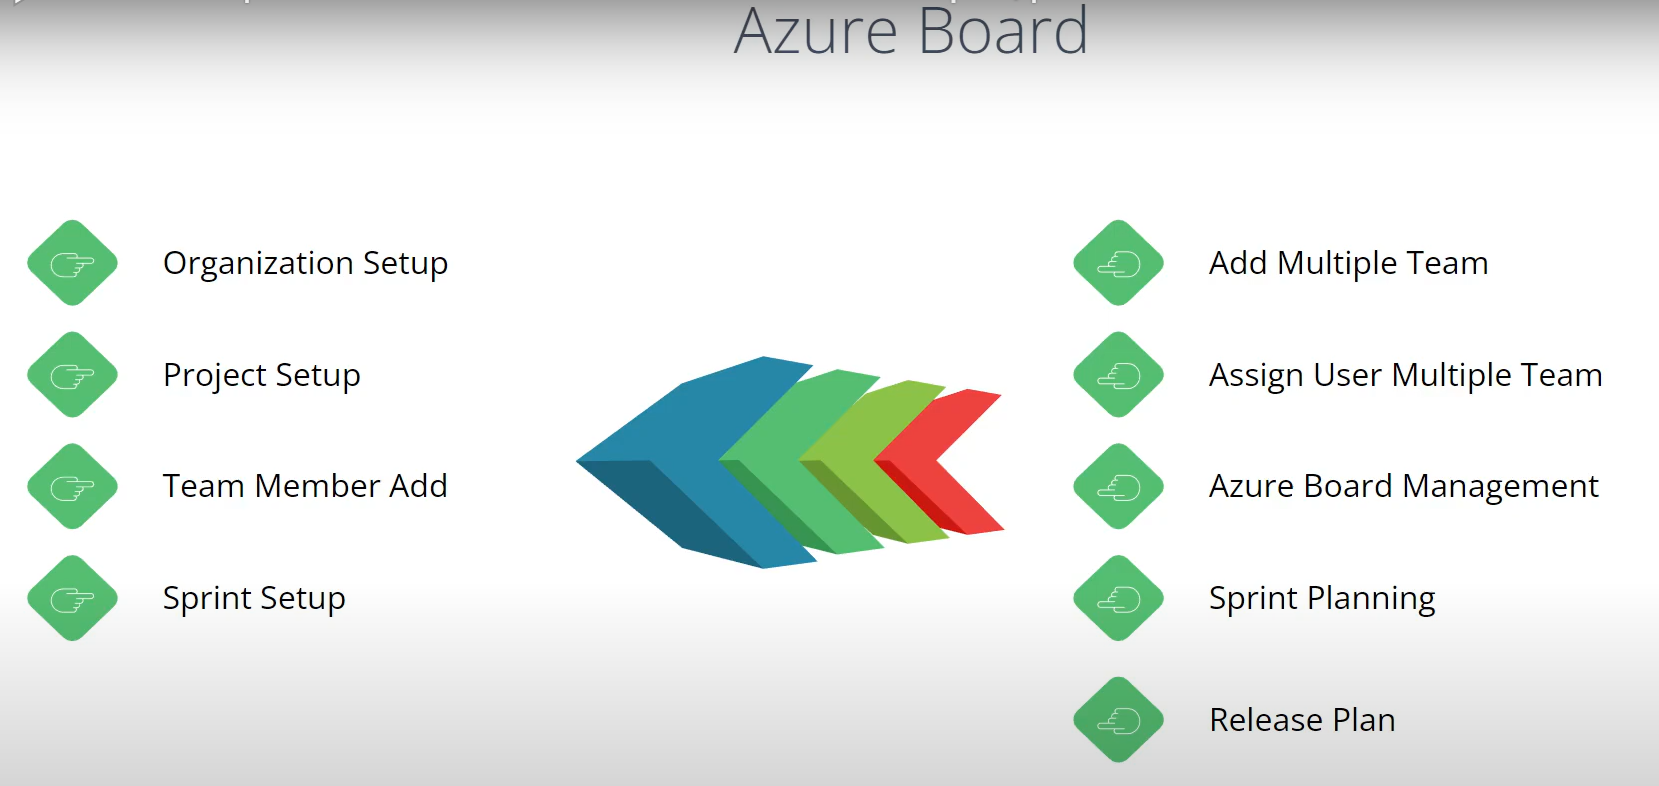 Azure Board
Organization Setup
Project Setup
Team Member Add
Sprint Setup
Add Multiple Team
Assign User Multiple Team
Azure Board Management
Sprint Planning
Release Plan